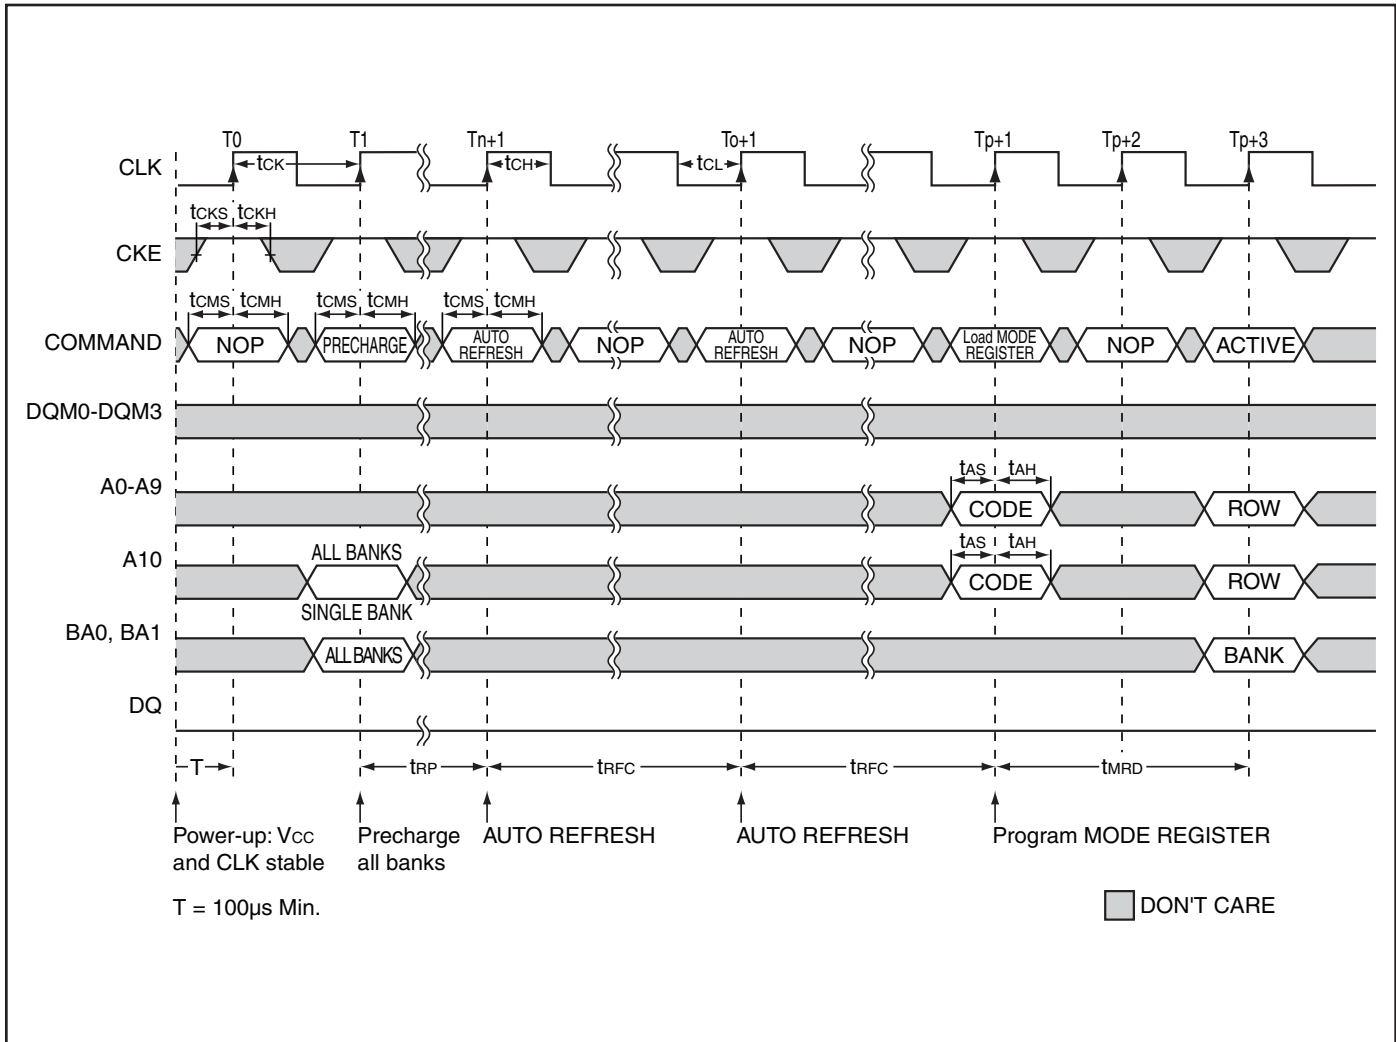 T0 T1 Tn+1 To+1 Tp+1 Tp+2 Tp+3
CLK tCK tCH tCL
tCKS tCKH
CKE
tCMS tCMH tCMS tCMH tCMS tCMH
COMMAND NOP PRECHARGE AUTO REFRESH NOP AUTO REFRESH NOP Load MODE REGISTER NOP ACTIVE
DQM0-DQM3
tAS tAH
A0-A9 CODE ROW
ALL BANKS tAS tAH
A10 CODE ROW
SINGLE BANK
BA0, BA1 ALL BANKS BANK
DQ
T tRP tRFC tRFC tMRD
Power-up: VCC
and CLK stable
Precharge
all banks
AUTO REFRESH
AUTO REFRESH
Program MODE REGISTER
T = 100µs Min.
DON'T CARE